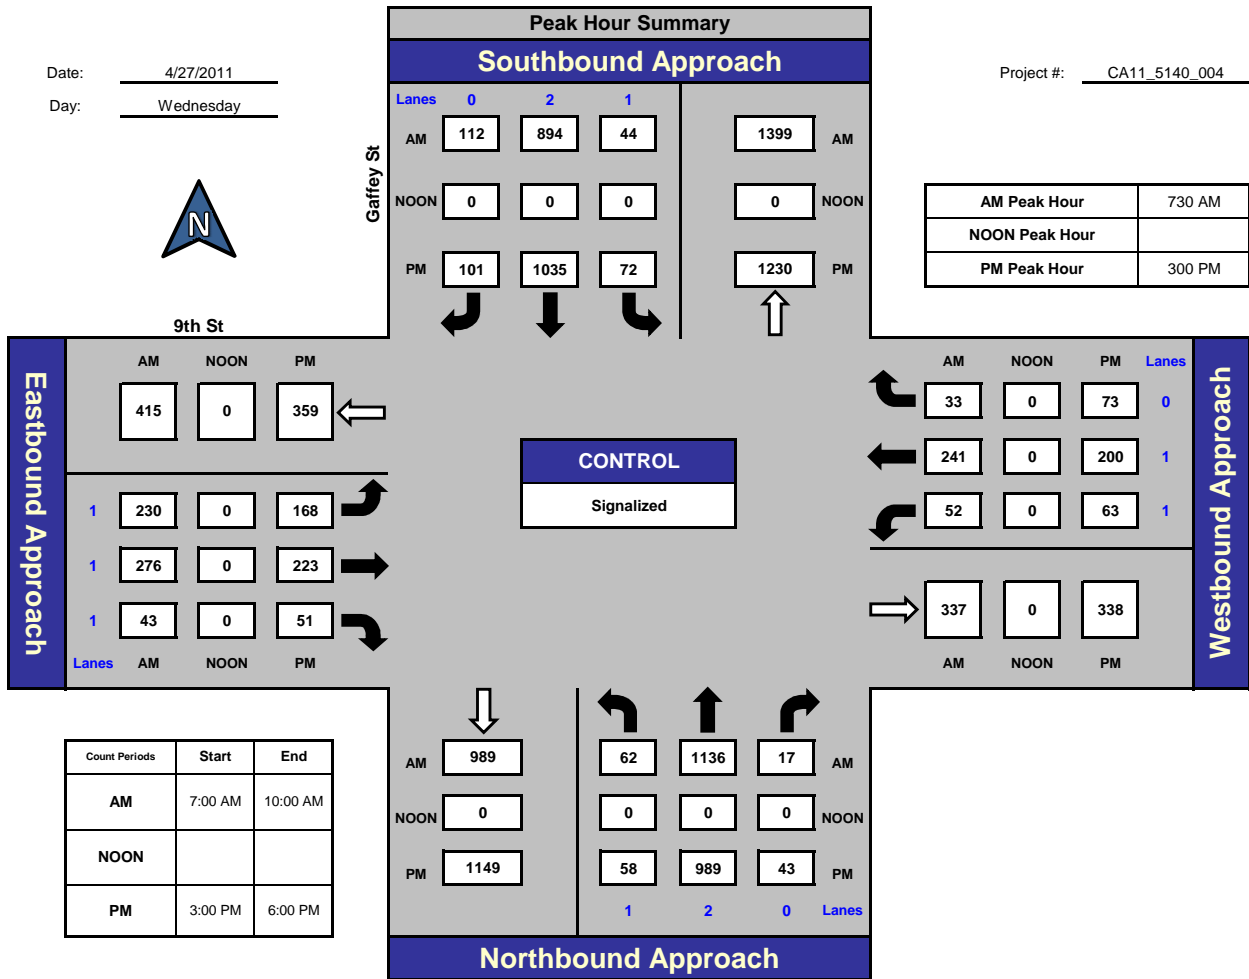 Peak Hour Summary
Southbound Approach
Date: 4/27/2011
Project #: CA11_5140_004
Day: Wednesday
Lanes 0 2 1
AM 112 894 44 1399 AM
Gaffey St
N
NOON 0 0 0 0 NOON
AM Peak Hour 730 AM
NOON Peak Hour
PM Peak Hour 300 PM
PM 101 1035 72 1230 PM
9th St
Eastbound Approach
AM NOON PM
415 0 359
1 230 0 168
1 276 0 223
1 43 0 51
Lanes AM NOON PM
CONTROL
Signalized
AM NOON PM Lanes
33 0 73 0
241 0 200 1
52 0 63 1
337 0 338
AM NOON PM
Westbound Approach
Count Periods Start End
AM 7:00 AM 10:00 AM
NOON
PM 3:00 PM 6:00 PM
AM 989 62 1136 17 AM
NOON 0 0 0 0 NOON
PM 1149 58 989 43 PM
1 2 0 Lanes
Northbound Approach